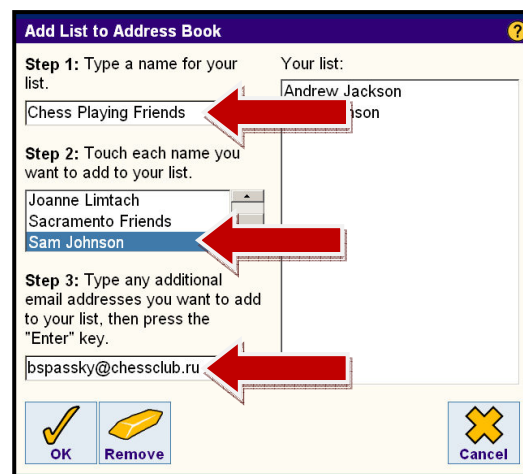 Add List to Address Book
?
Step 1: Type a name for your
list.
Chess Playing Friends
Step 2: Touch each name you
want to add to your list.
Joanne Limtach
Sacramento Friends
Sam Johnson
Step 3: Type any additional
email addresses you want to add
to your list, then press the
"Enter" key.
bspassky@chessclub.ru
Your list:
Andrew Jackson
OK
Remove
Cancel